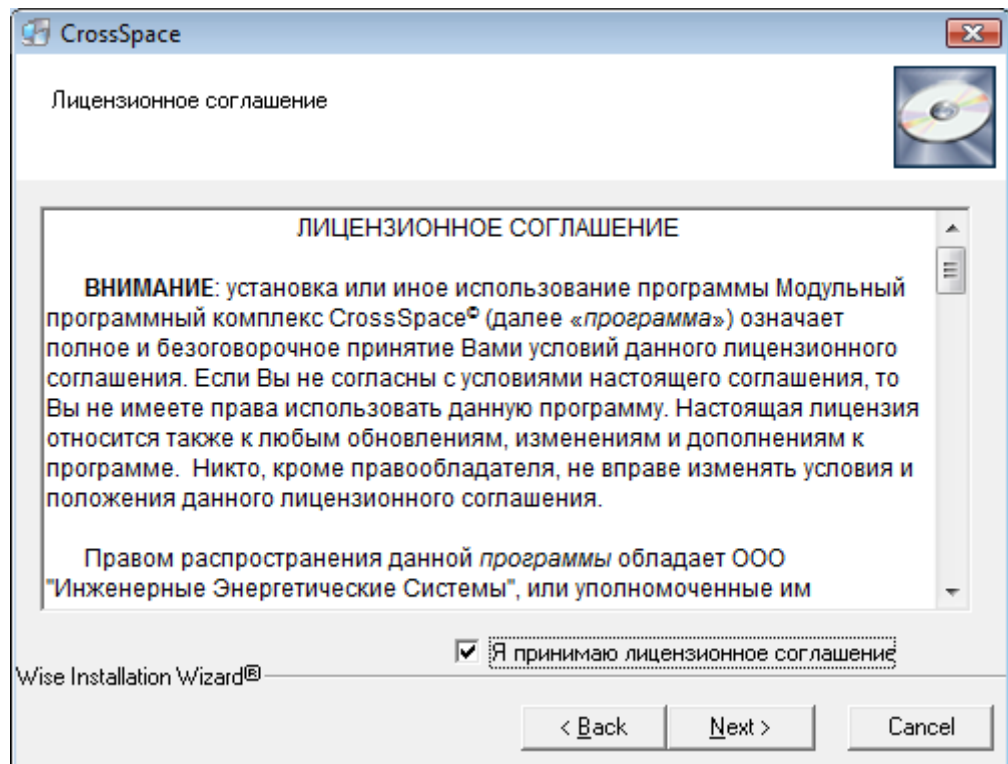 CrossSpace
Лицензионное соглашение
ЛИЦЕНЗИОННОЕ СОГЛАШЕНИЕ
ВНИМАНИЕ: установка или иное использование программы Модульный
программный комплекс CrossSpace© (далее «программа») означает
полное и безоговорочное принятие Вами условий данного лицензионного
соглашения. Если Вы не согласны с условиями настоящего соглашения, то
Вы не имеете права использовать данную программу. Настоящая лицензия
относится также к любым обновлениям, изменениям и дополнениям к
программе.  Никто, кроме правообладателя, не вправе изменять условия и
положения данного лицензионного соглашения.
Правом распространения данной программы обладает ООО
"Инженерные Энергетические Системы", или уполномоченные им
Я принимаю лицензионное соглашение
Wise Installation Wizard®
< Back
Next >
Cancel